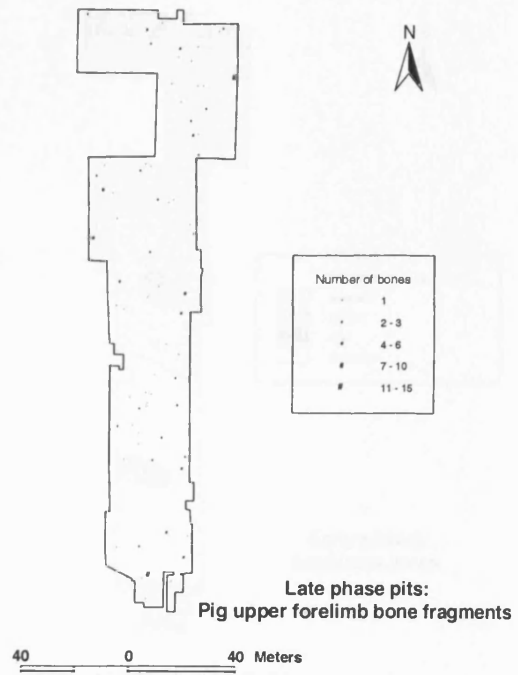 N
Number of bones
1
2 - 3
4 - 6
7 - 10
11 - 15
Late phase pits:
Pig upper forelimb bone fragments
40 0 40 Meters